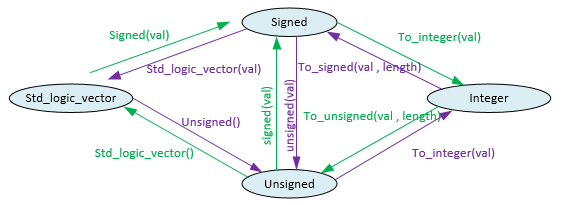 Signed
Signed(val)
To_integer(val)
Std_logic_vector(val)
To_signed(val , length)
Std_logic_vector
signed(val)
unsigned(val)
Integer
Unsigned()
To_unsigned(val , length)
Std_logic_vector()
To_integer(val)
Unsigned